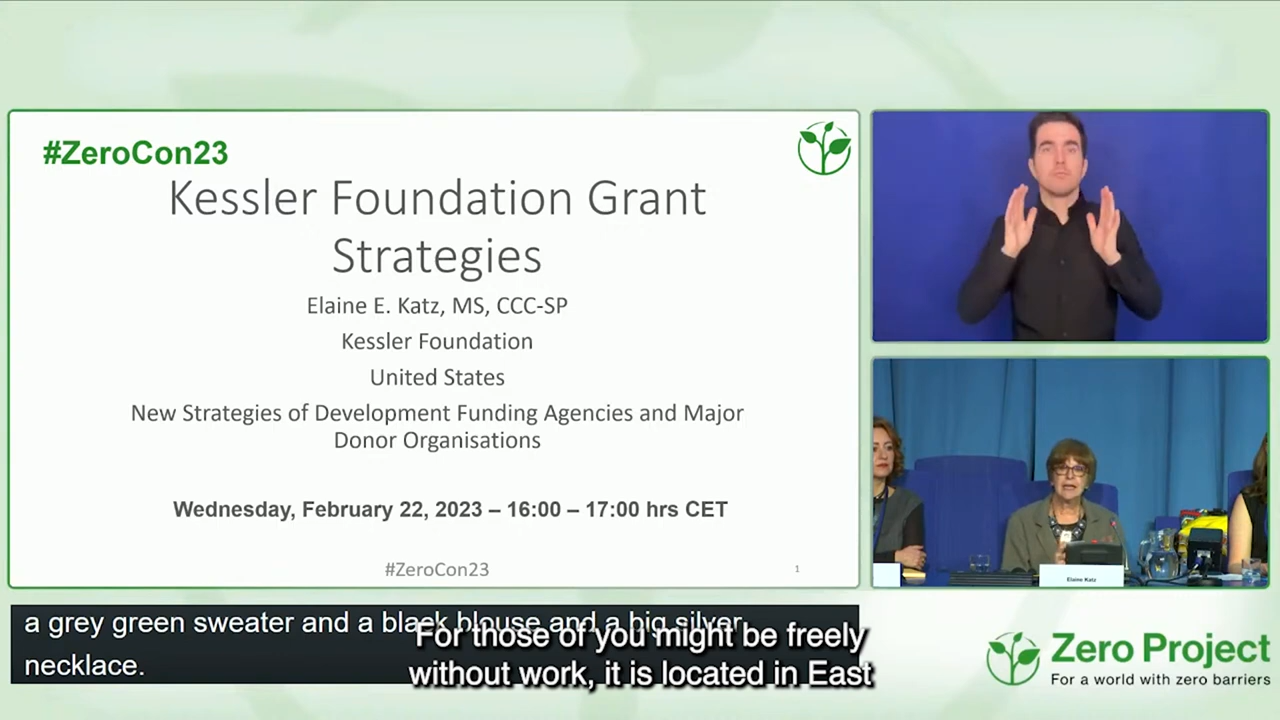 #ZeroCon23
Kessler Foundation Grant
Strategies
Elaine E. Katz, MS, CCC-SP
Kessler Foundation
United States
New Strategies of Development Funding Agencies and Major
Donor Organisations
Wednesday, February 22, 2023 – 16:00 – 17:00 hrs CET
#ZeroCon23
1
Elaine Katz
a grey green sweater and a black blouse and a big silver
necklace.
For those of you might be freely
without work, it is located in East
Zero Project
For a world with zero barriers